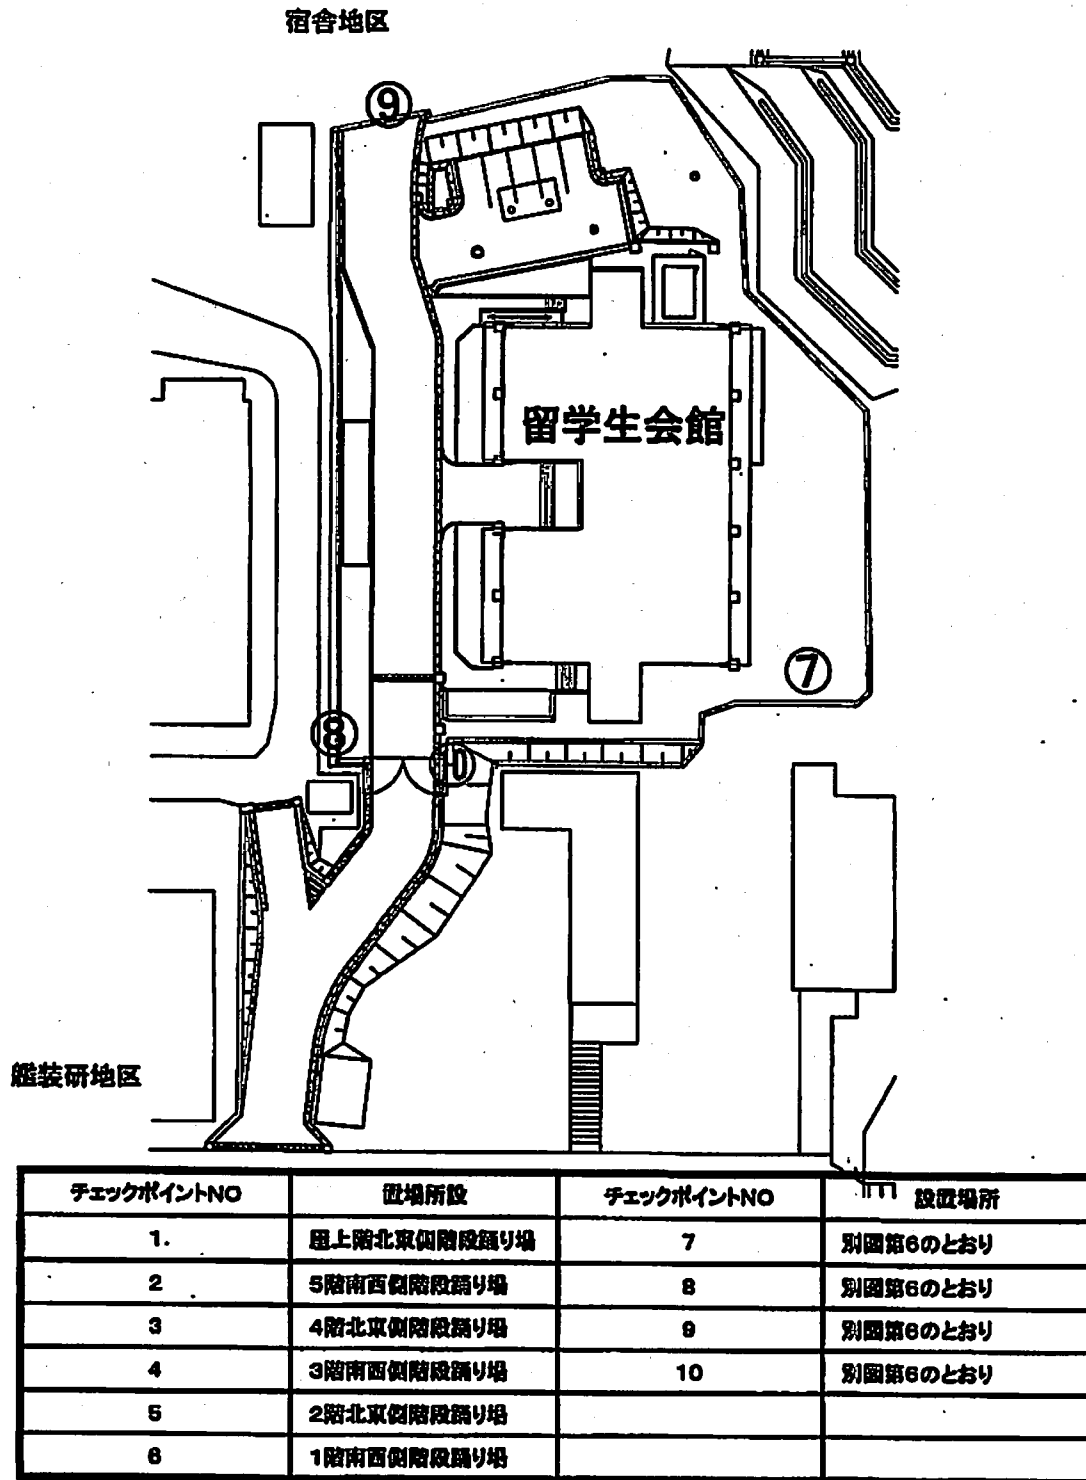 宿舎地区
⑨
留学生会館
⑦
⑧
⑩
艦装研地区
チェックポイントNO 置場所設 チェックポイントNO 設置場所
1. 屋上階北東側階段踊り場 7 別図第6のとおり
2 5階南西側階段踊り場 8 別図第6のとおり
3 4階北東側階段踊り場 9 別図第6のとおり
4 3階南西側階段踊り場 10 別図第6のとおり
5 2階北東側階段踊り場
6 1階南西側階段踊り場